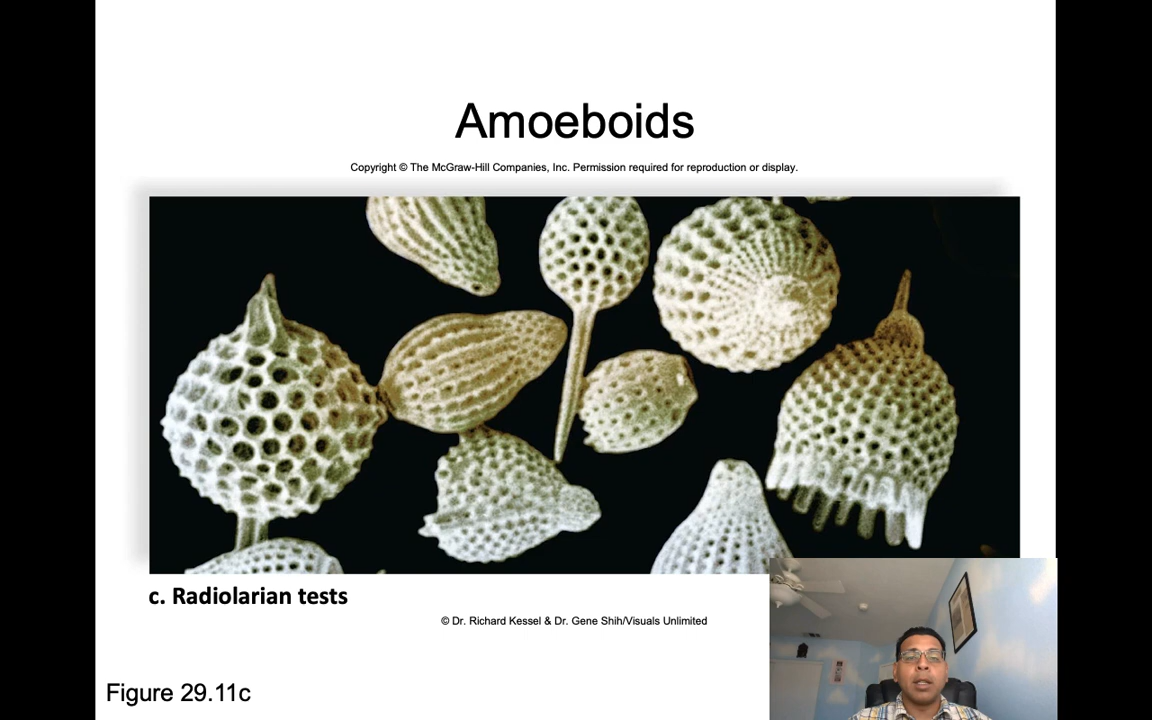 Amoeboids
Copyright © The McGraw-Hill Companies, Inc. Permission required for reproduction or display.
c. Radiolarian tests
© Dr. Richard Kessel & Dr. Gene Shih/Visuals Unlimited
Figure 29.11c